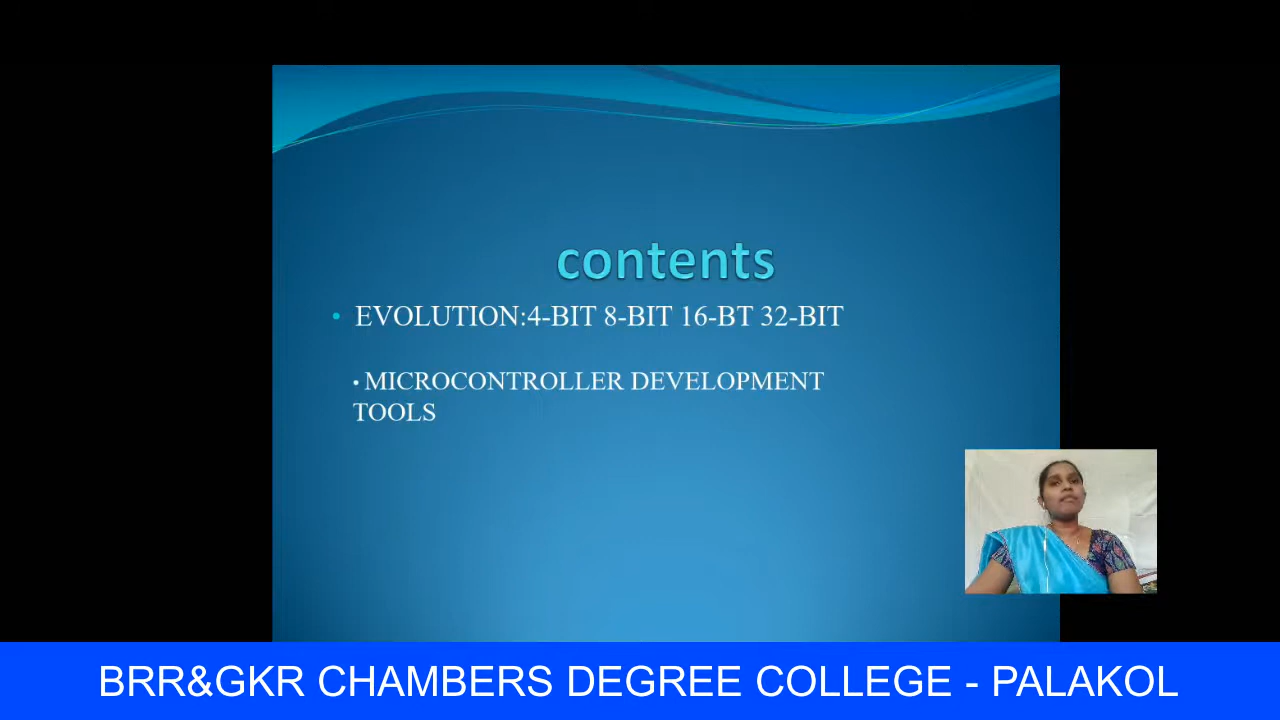 contents
• EVOLUTION:4-BIT 8-BIT 16-BT 32-BIT
• MICROCONTROLLER DEVELOPMENT
TOOLS
BRR&GKR CHAMBERS DEGREE COLLEGE - PALAKOL